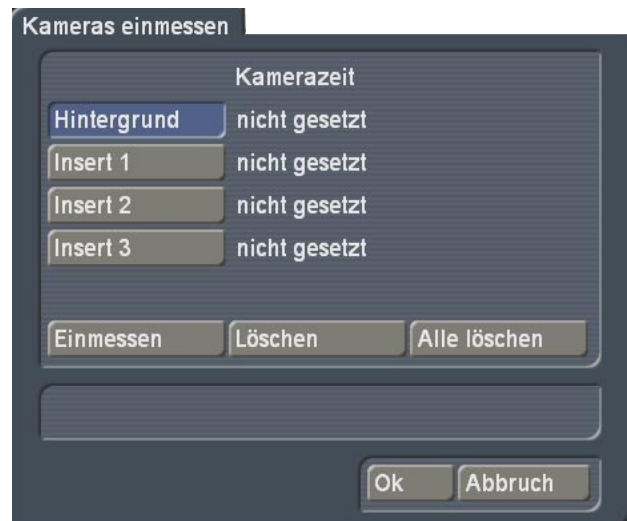 Kameras einmessen
Kamerazeit
Hintergrund nicht gesetzt
Insert 1 nicht gesetzt
Insert 2 nicht gesetzt
Insert 3 nicht gesetzt
Einmessen Löschen Alle löschen
Ok Abbruch